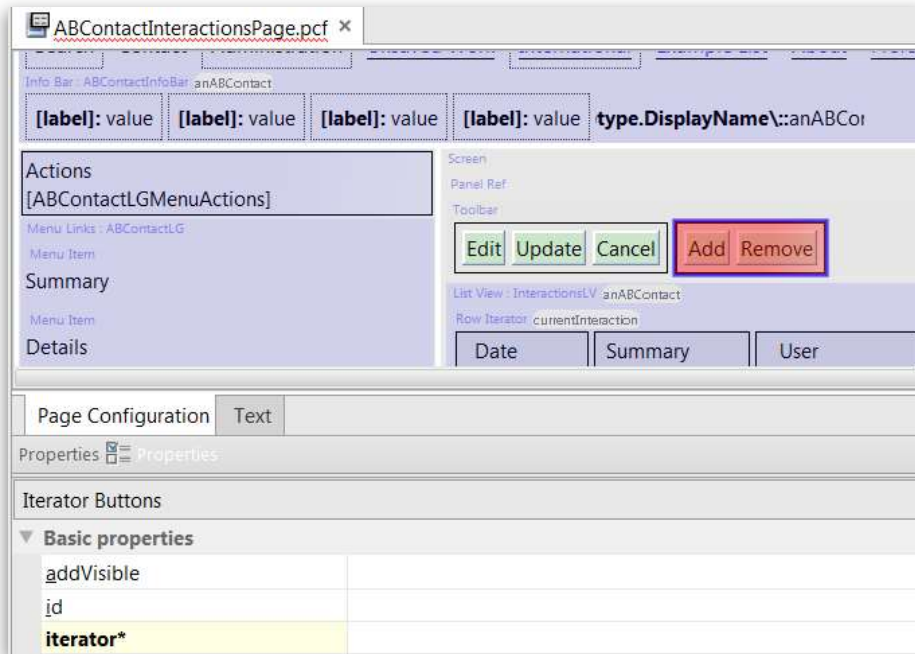 ABContactInteractionsPage.pcf ×
Info Bar : ABContactInfoBar anABContact
[label]: value [label]: value [label]: value [label]: value type.DisplayName\::anABCor
Actions
[ABContactLGMenuActions]
Menu Links : ABContactLG
Menu Item
Summary
Menu Item
Details
Screen
Panel Ref
Toolbar
Edit Update Cancel Add Remove
List View : InteractionsLV anABContact
Row Iterator currentInteraction
Date Summary User
Page Configuration Text
Properties Properties
Iterator Buttons
Basic properties
addVisible
id
iterator*